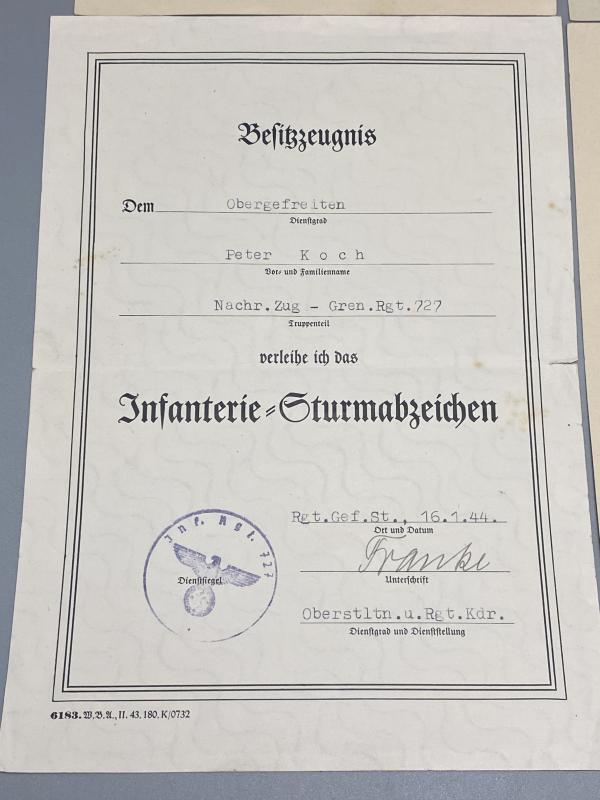 Besitzzeugnis
Dem Obergefreiten
Dienstgrad
Peter K o c h
Vor- und Familienname
Nachr.Zug - Gren.Rgt.727
Truppenteil
verleihe ich das
Infanterie-Sturmabzeichen
Rgt.Gef.St., 16.1.44.
Ort und Datum
Inf. Rgt. 727
Franke
Dienstsiegel
Unterschrift
Oberstltn.u.Rgt.Kdr.
Dienstgrad und Dienststellung
6183. W.B.A., II. 43. 180. K/0732